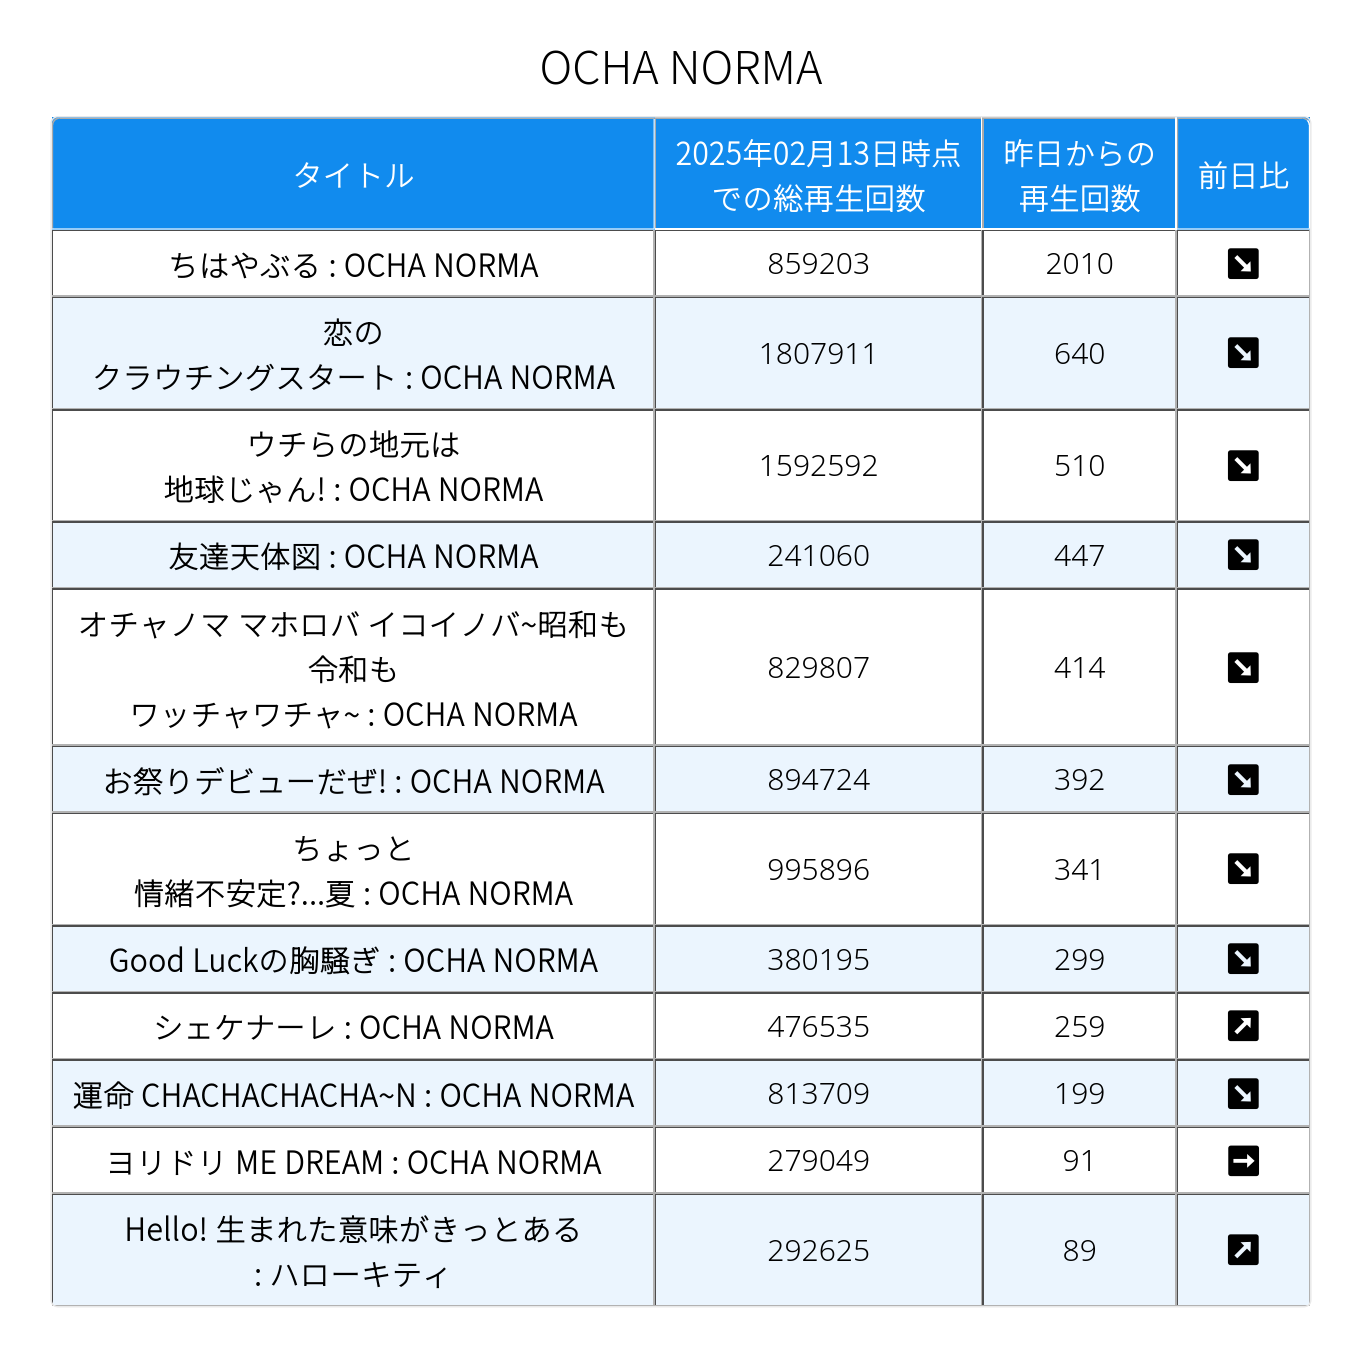 OCHA NORMA
タイトル
2025年02月13日時点
での総再生回数
昨日からの
再生回数
前日比
ちはやぶる : OCHA NORMA
859203
2010
恋の
クラウチングスタート : OCHA NORMA
1807911
640
ウチらの地元は
地球じゃん! : OCHA NORMA
1592592
510
友達天体図 : OCHA NORMA
241060
447
オチャノマ マホロバ イコイノバ~昭和も
令和も
ワッチャワチャ~ : OCHA NORMA
829807
414
お祭りデビューだぜ! : OCHA NORMA
894724
392
ちょっと
情緒不安定?...夏 : OCHA NORMA
995896
341
Good Luckの胸騒ぎ : OCHA NORMA
380195
299
シェケナーレ : OCHA NORMA
476535
259
運命 CHACHACHACHA~N : OCHA NORMA
813709
199
ヨリドリ ME DREAM : OCHA NORMA
279049
91
Hello! 生まれた意味がきっとある
: ハローキティ
292625
89